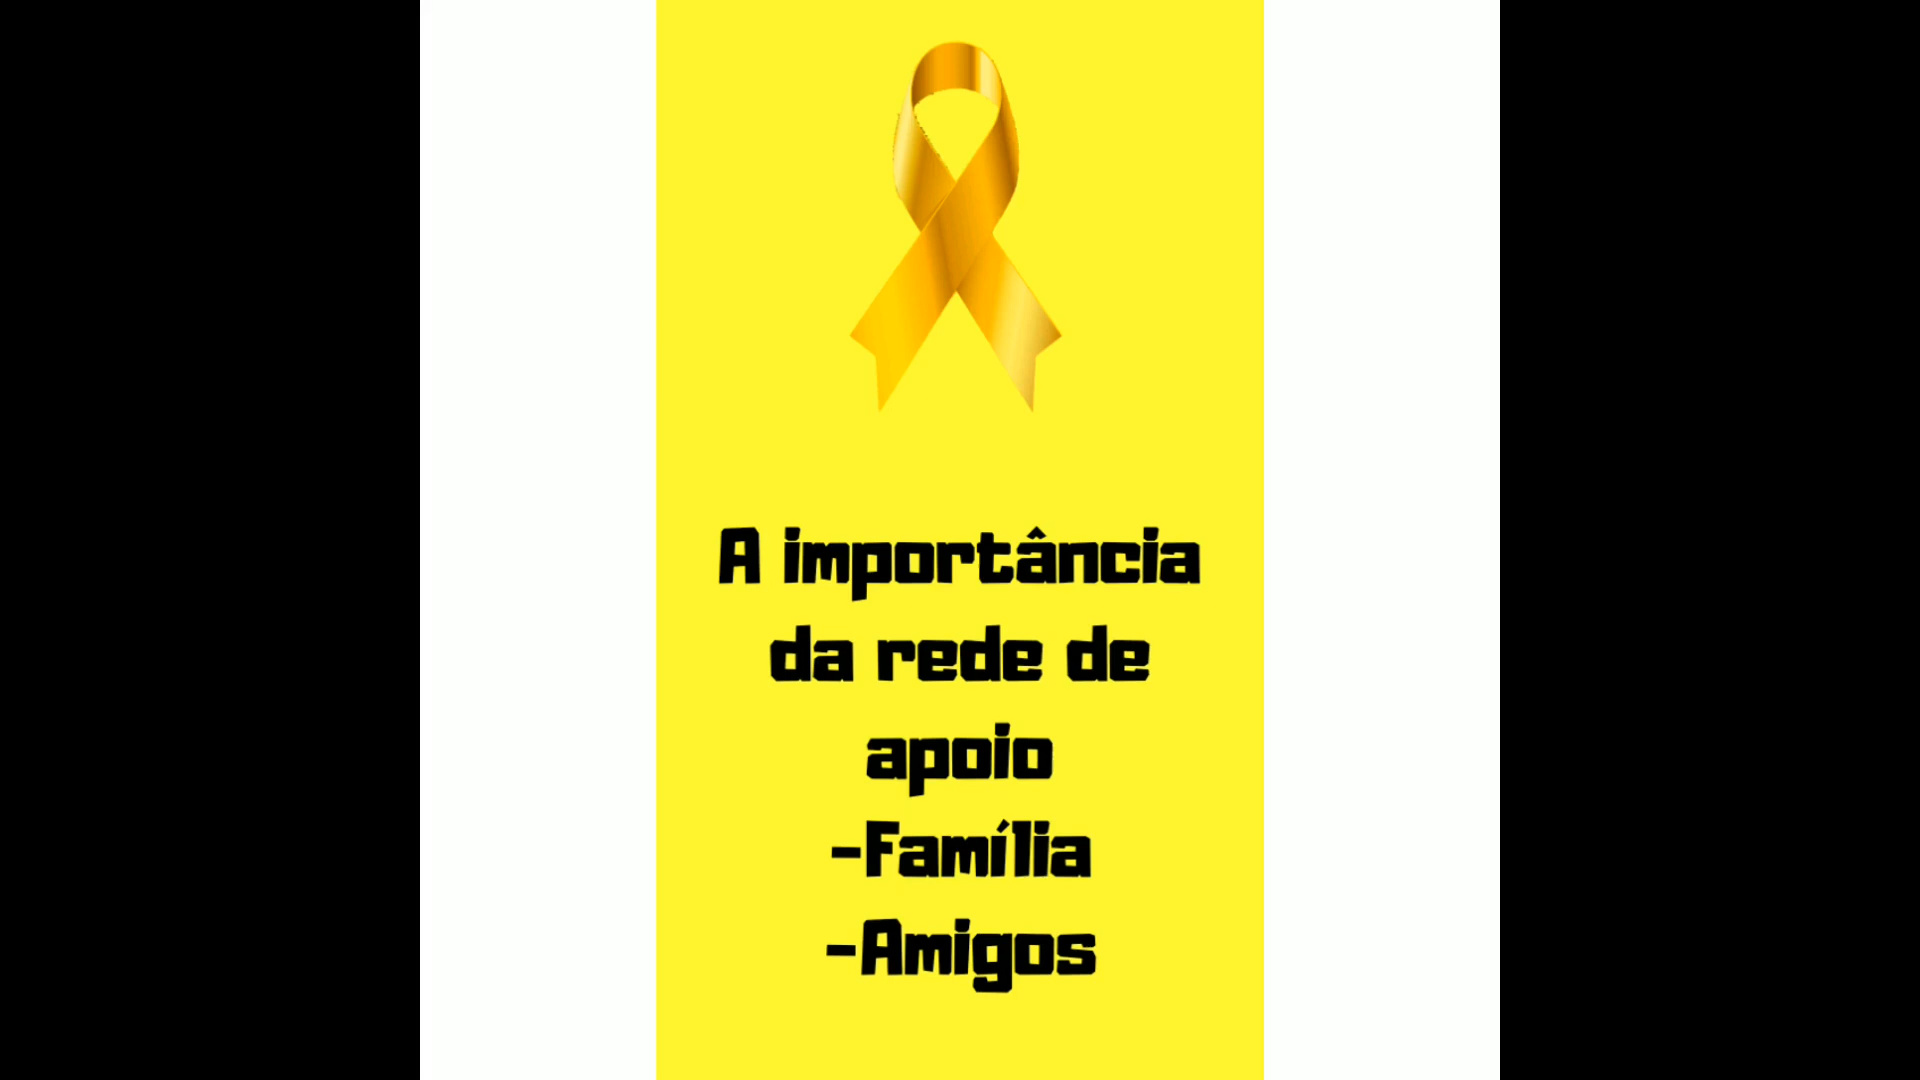 A importância
da rede de
apoio
-Família
-Amigos